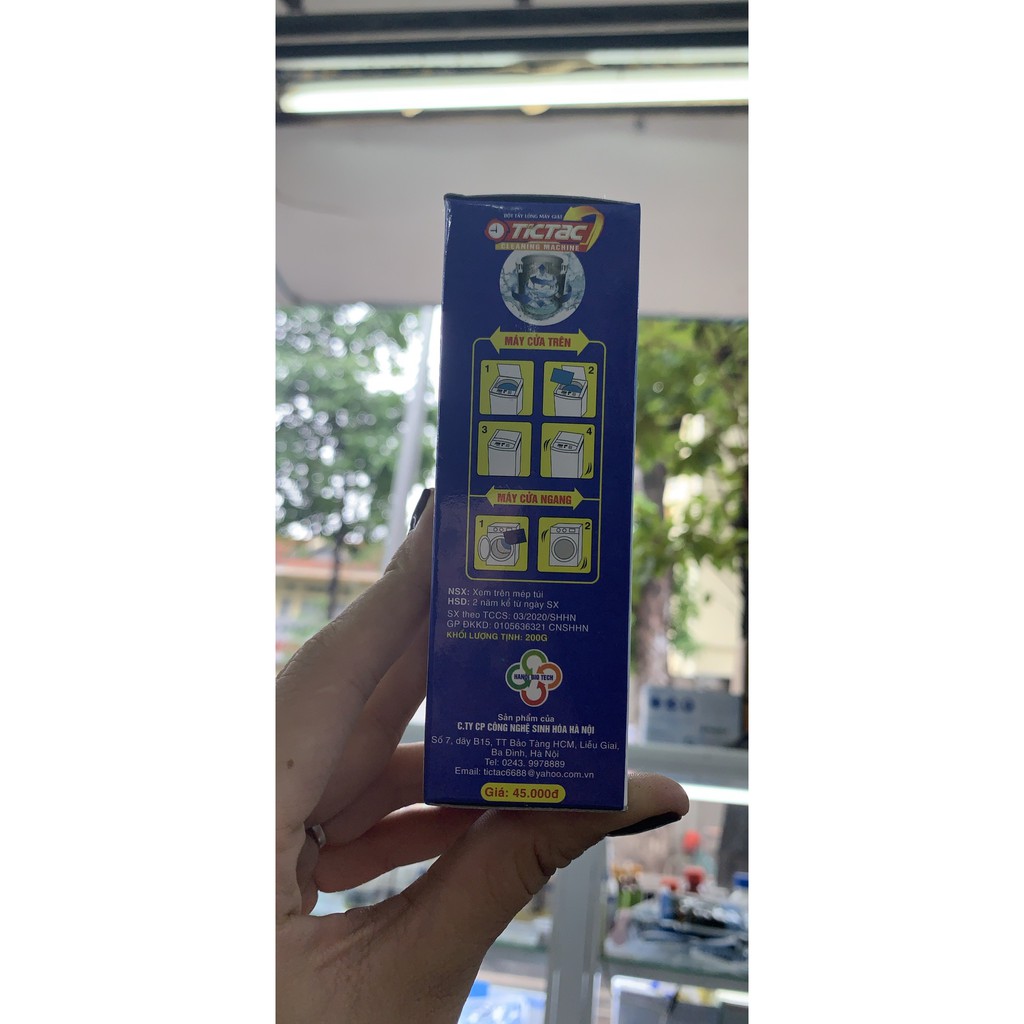 BỘT TẨY LỒNG MÁY GIẶT
TicTac
CLEANING MACHINE
MÁY CỬA TRÊN
1
2
3
4
MÁY CỬA NGANG
1
2
NSX: Xem trên mép túi
HSD: 2 năm kể từ ngày SX
SX theo TCCS: 03/2020/SHHN
GP ĐKKD: 0105636321 CNSHHN
KHỐI LƯỢNG TỊNH: 200G
HANOI BIO TECH
Sản phẩm của
C.TY CP CÔNG NGHỆ SINH HÓA HÀ NỘI
Số 7, dãy B15, TT Bảo Tàng HCM, Liễu Giai,
Ba Đình, Hà Nội
Tel: 0243. 9978889
Email: tictac6688@yahoo.com.vn
Giá: 45.000đ